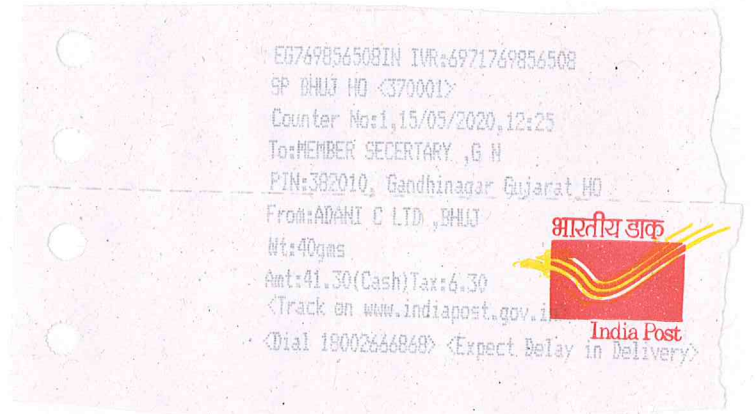 EG769856508IN IVR:6971769856508
SP BHUJ HO <370001>
Counter No:1,15/05/2020,12:25
To:MEMBER SECERTARY ,G N
PIN:382010, Gandhinagar Gujarat HO
From:ADANI C LTD ,BHUJ
Wt:40gms
Amt:41.30(Cash)Tax:6.30
<Track on www.indiapost.gov.i
<Dial 18002666868> <Expect Delay in Delivery>
भारतीय डाक
India Post